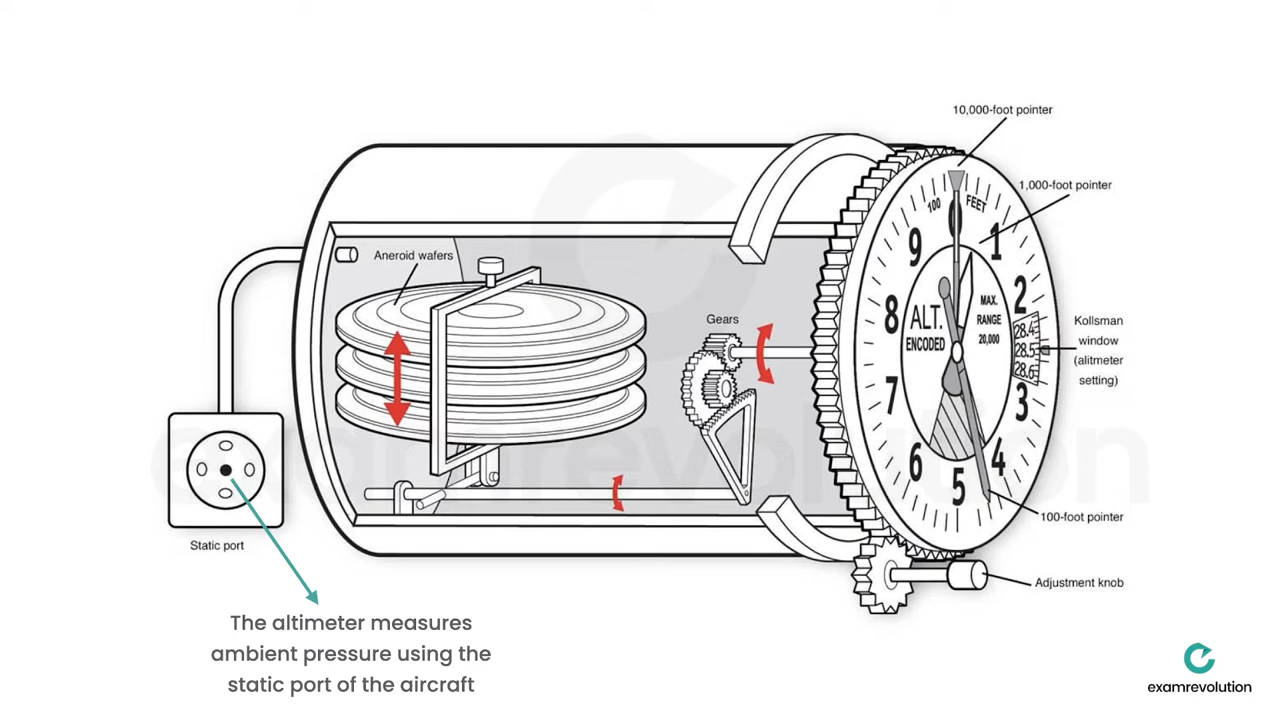 10,000-foot pointer
1,000-foot pointer
100
FEET
0
9
1
Aneroid wafers
8
2
ALT.
ENCODED
MAX.
RANGE
20,000
Gears
28.4
28.5
28.6
Kollsman
window
(altimeter
setting)
7
3
6
4
5
100-foot pointer
Static port
Adjustment knob
The altimeter measures
ambient pressure using the
static port of the aircraft
examrevolution
examrevolution